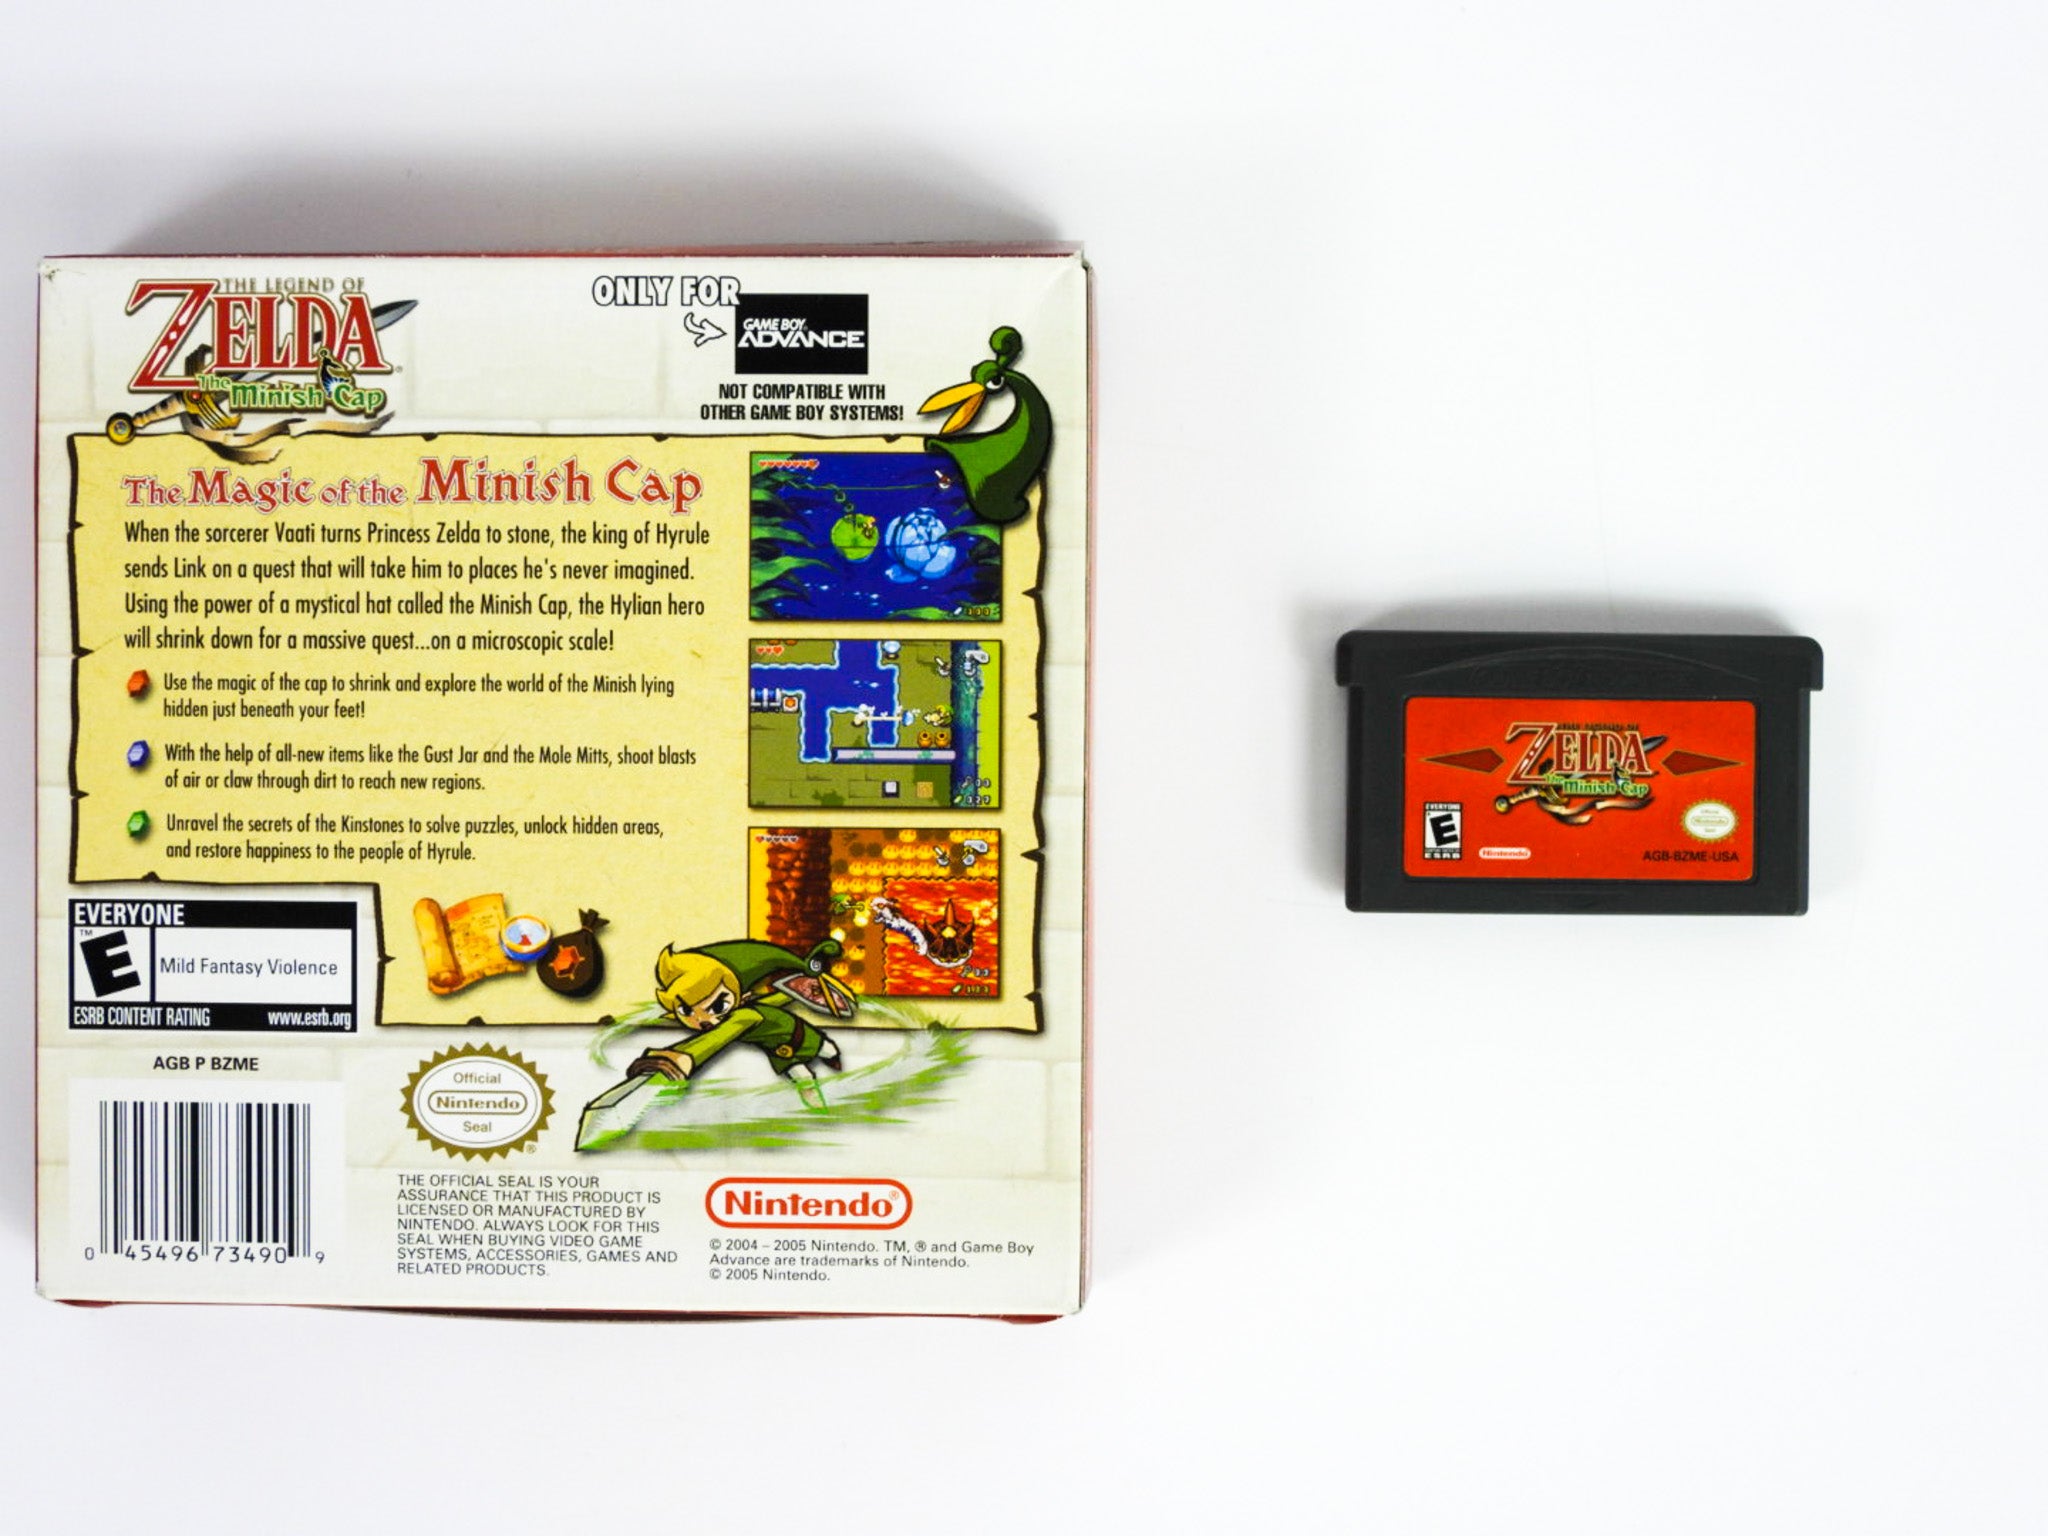 THE LEGEND OF
ZELDA
The Minish Cap
ONLY FOR
GAME BOY
ADVANCE
NOT COMPATIBLE WITH
OTHER GAME BOY SYSTEMS!
The Magic of the Minish Cap
When the sorcerer Vaati turns Princess Zelda to stone, the king of Hyrule
sends Link on a quest that will take him to places he's never imagined.
Using the power of a mystical hat called the Minish Cap, the Hylian hero
will shrink down for a massive quest...on a microscopic scale!
Use the magic of the cap to shrink and explore the world of the Minish lying
hidden just beneath your feet!
With the help of all-new items like the Gust Jar and the Mole Mitts, shoot blasts
of air or claw through dirt to reach new regions.
Unravel the secrets of the Kinstones to solve puzzles, unlock hidden areas,
and restore happiness to the people of Hyrule.
EVERYONE
E
TM
Mild Fantasy Violence
ESRB CONTENT RATING www.esrb.org
AGB P BZME
0 45496 73490 9
Official
Nintendo
Seal
®
THE OFFICIAL SEAL IS YOUR
ASSURANCE THAT THIS PRODUCT IS
LICENSED OR MANUFACTURED BY
NINTENDO. ALWAYS LOOK FOR THIS
SEAL WHEN BUYING VIDEO GAME
SYSTEMS, ACCESSORIES, GAMES AND
RELATED PRODUCTS.
Nintendo®
© 2004 – 2005 Nintendo. TM, ® and Game Boy
Advance are trademarks of Nintendo.
© 2005 Nintendo.
THE LEGEND OF
ZELDA
The Minish Cap
EVERYONE
E
ESRB
Nintendo
Official
Nintendo
Seal
AGB-BZME-USA